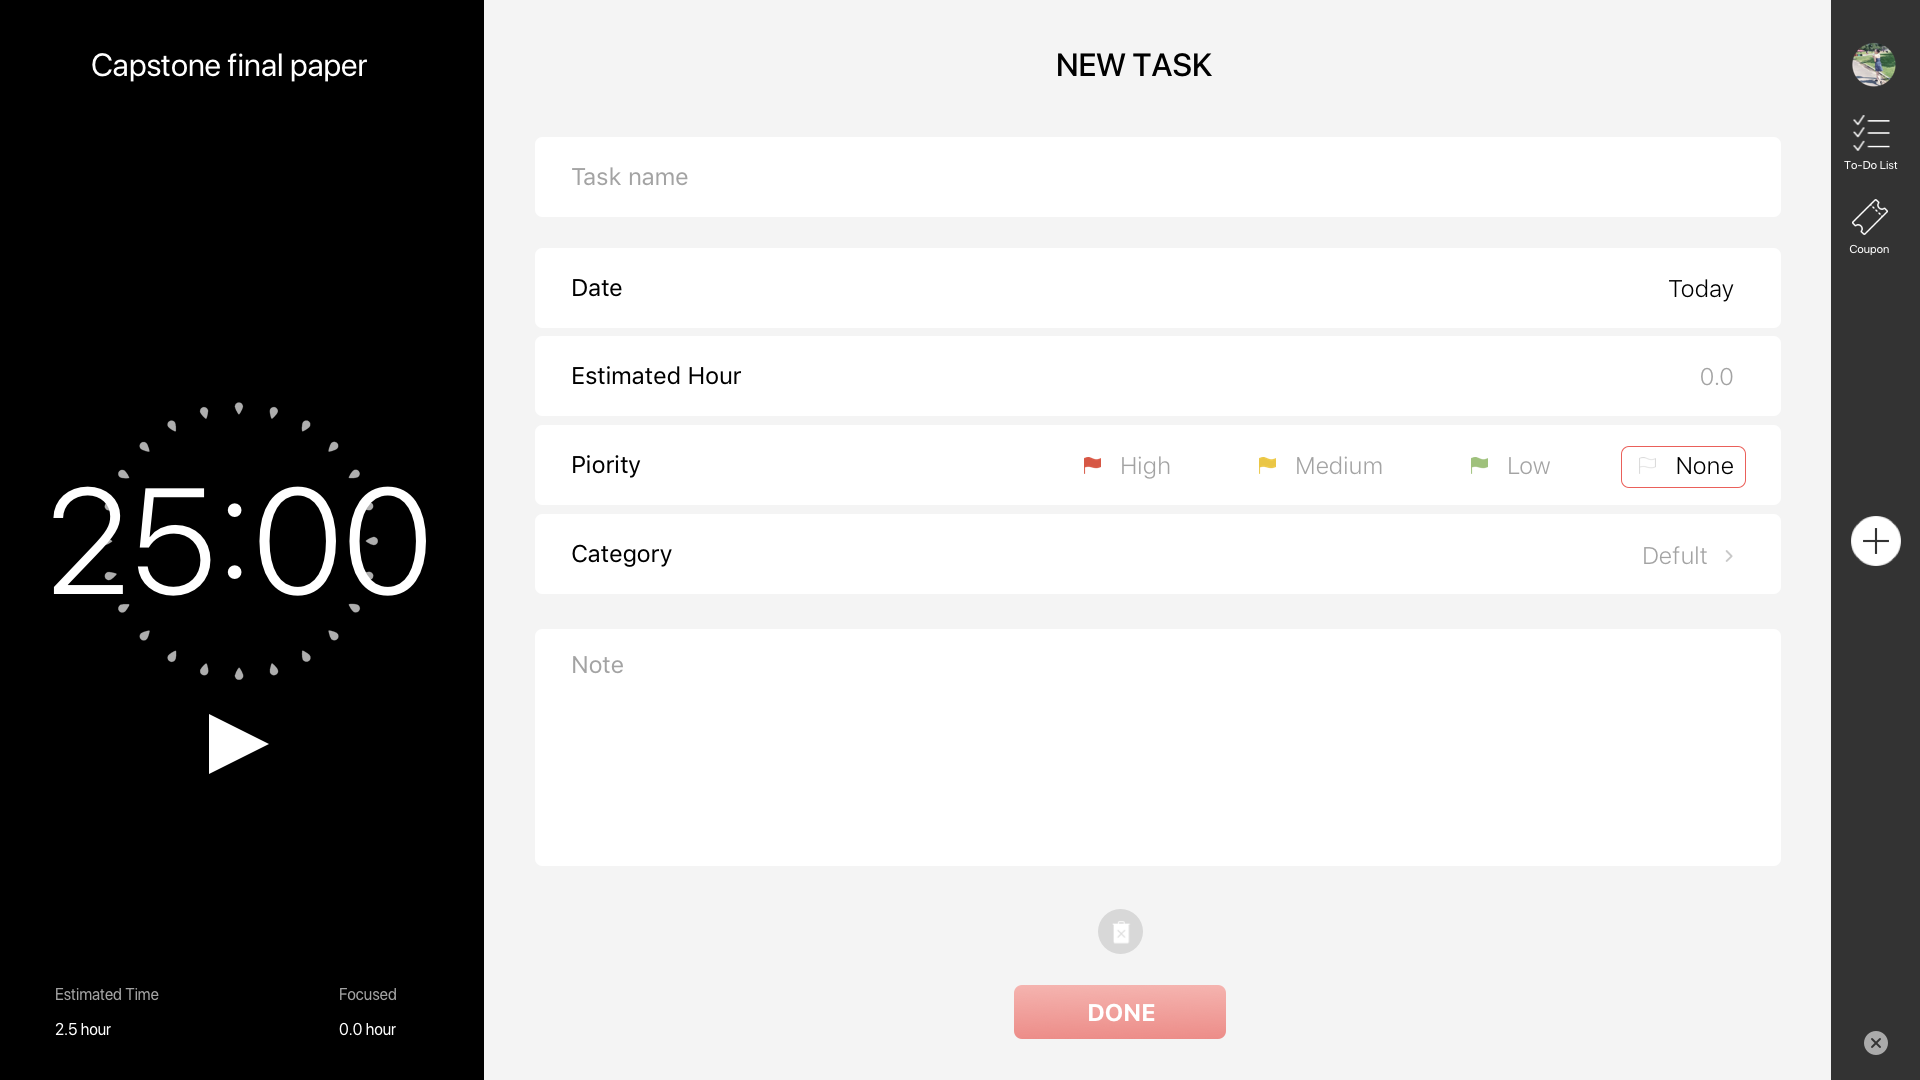 Capstone final paper
25:00
Estimated Time
2.5 hour
Focused
0.0 hour
NEW TASK
Task name
Date
Today
Estimated Hour
0.0
Piority
High
Medium
Low
None
Category
Defult
Note
DONE
To-Do List
Coupon